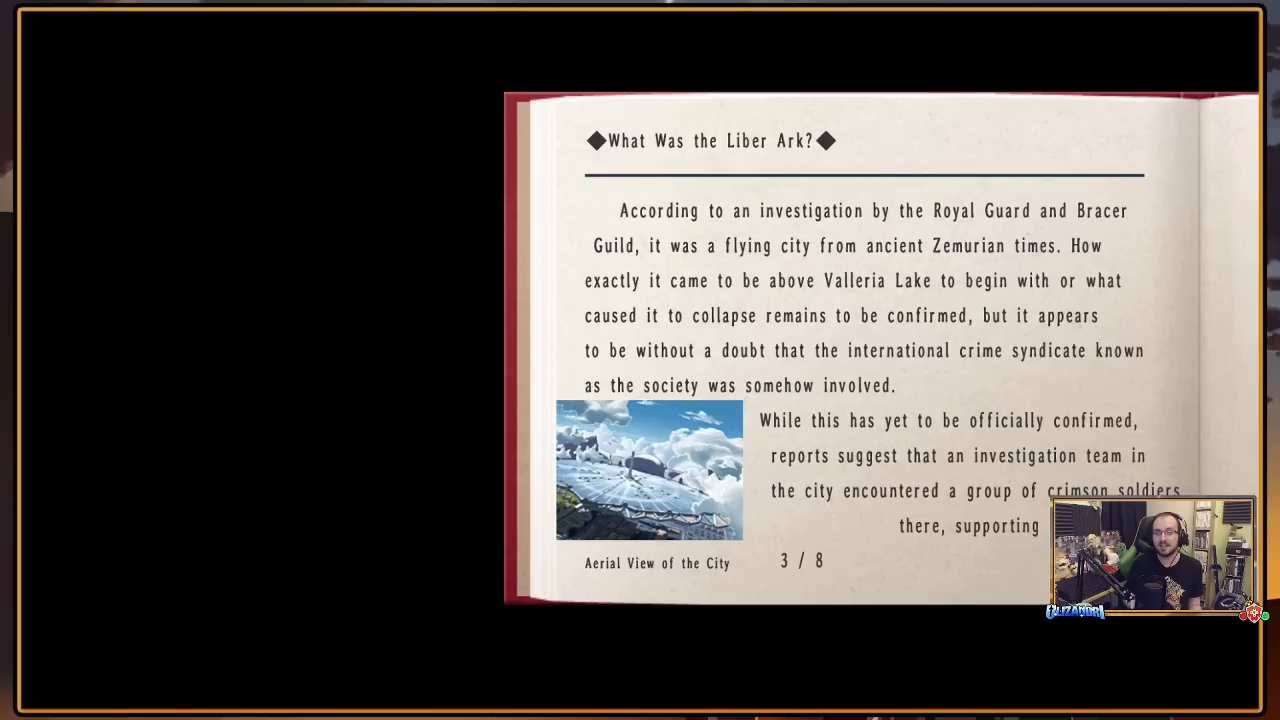 ◆What Was the Liber Ark?◆
According to an investigation by the Royal Guard and Bracer
Guild, it was a flying city from ancient Zemurian times. How
exactly it came to be above Valleria Lake to begin with or what
caused it to collapse remains to be confirmed, but it appears
to be without a doubt that the international crime syndicate known
as the society was somehow involved.
While this has yet to be officially confirmed,
reports suggest that an investigation team in
the city encountered a group of crimson soldiers
there, supporting
Aerial View of the City
3 / 8